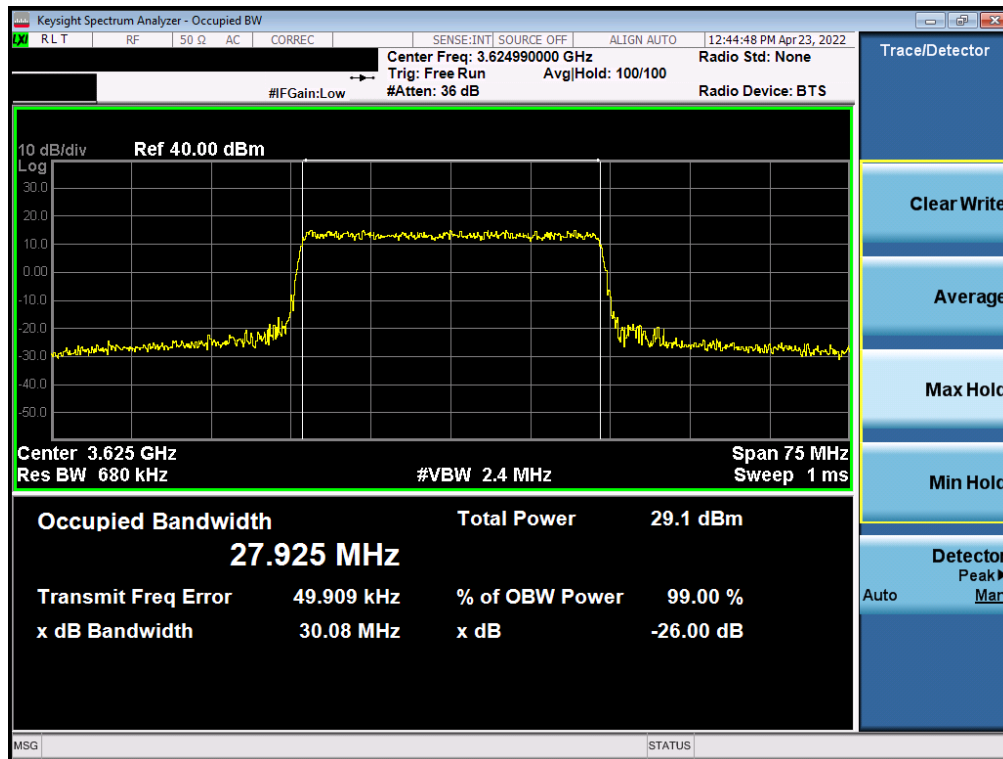 Keysight Spectrum Analyzer - Occupied BW
LXI RLT RF 50 Ω AC CORREC SENSE:INT SOURCE OFF ALIGN AUTO 12:44:48 PM Apr 23, 2022
Center Freq: 3.624990000 GHz Radio Std: None
Trig: Free Run Avg|Hold: 100/100
#IFGain:Low #Atten: 36 dB Radio Device: BTS
Trace/Detector
10 dB/div Ref 40.00 dBm
Log
30.0
20.0
10.0
0.00
-10.0
-20.0
-30.0
-40.0
-50.0
Center 3.625 GHz Span 75 MHz
Res BW 680 kHz #VBW 2.4 MHz Sweep 1 ms
Occupied Bandwidth Total Power 29.1 dBm
27.925 MHz
Transmit Freq Error 49.909 kHz % of OBW Power 99.00 %
x dB Bandwidth 30.08 MHz x dB -26.00 dB
Clear Write
Average
Max Hold
Min Hold
Detector
Peak
Auto Man
MSG STATUS